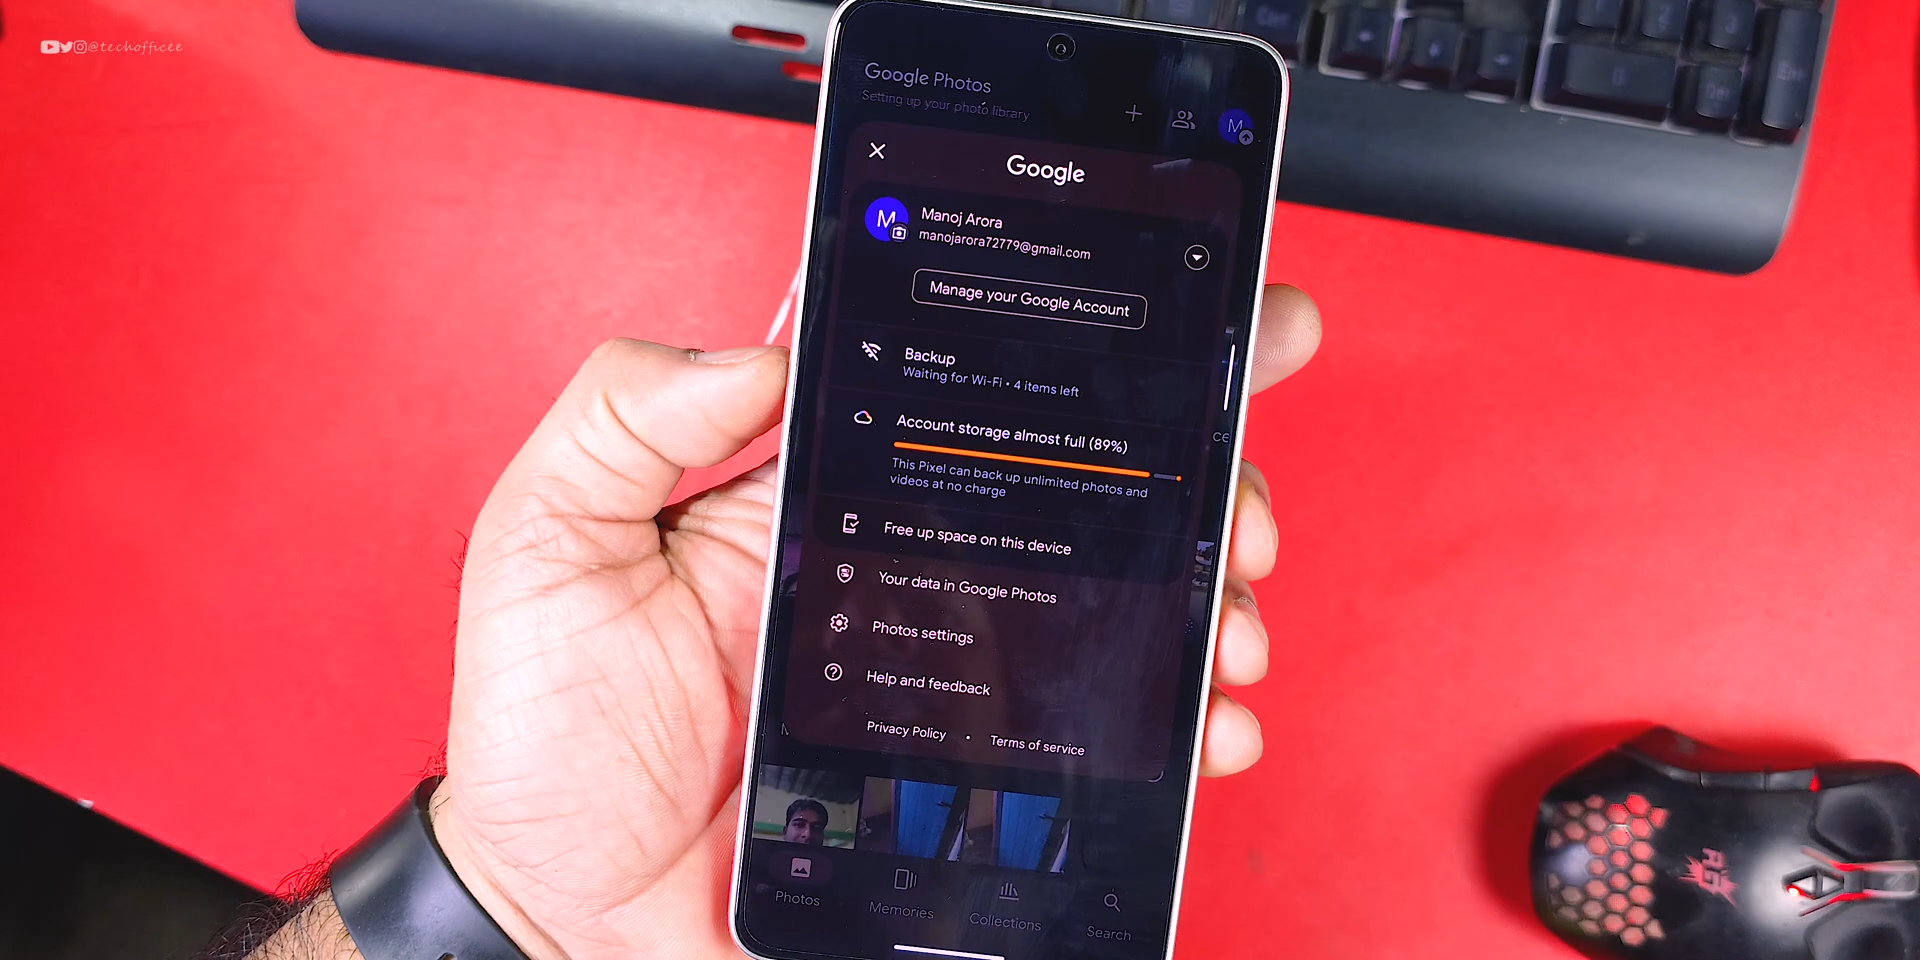 @techofficee
Google Photos
Setting up your photo library
M
Google
M
Manoj Arora
manojarora72779@gmail.com
Manage your Google Account
Backup
Waiting for Wi-Fi • 4 items left
Account storage almost full (89%)
This Pixel can back up unlimited photos and
videos at no charge
Free up space on this device
Your data in Google Photos
Photos settings
Help and feedback
Privacy Policy • Terms of service
Photos
Memories
Collections
Search